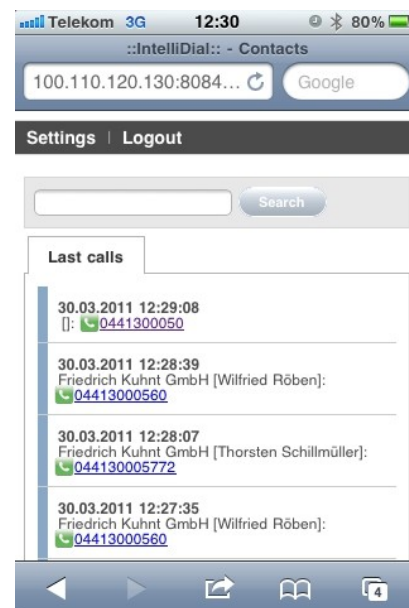 Telekom 3G 12:30 80%
::IntelliDial:: - Contacts
100.110.120.130:8084... Google
Settings | Logout
Search
Last calls
30.03.2011 12:29:08
[]: 0441300050
30.03.2011 12:28:39
Friedrich Kuhnt GmbH [Wilfried Röben]:
04413000560
30.03.2011 12:28:07
Friedrich Kuhnt GmbH [Thorsten Schillmüller]:
044130005772
30.03.2011 12:27:35
Friedrich Kuhnt GmbH [Wilfried Röben]:
04413000560
4